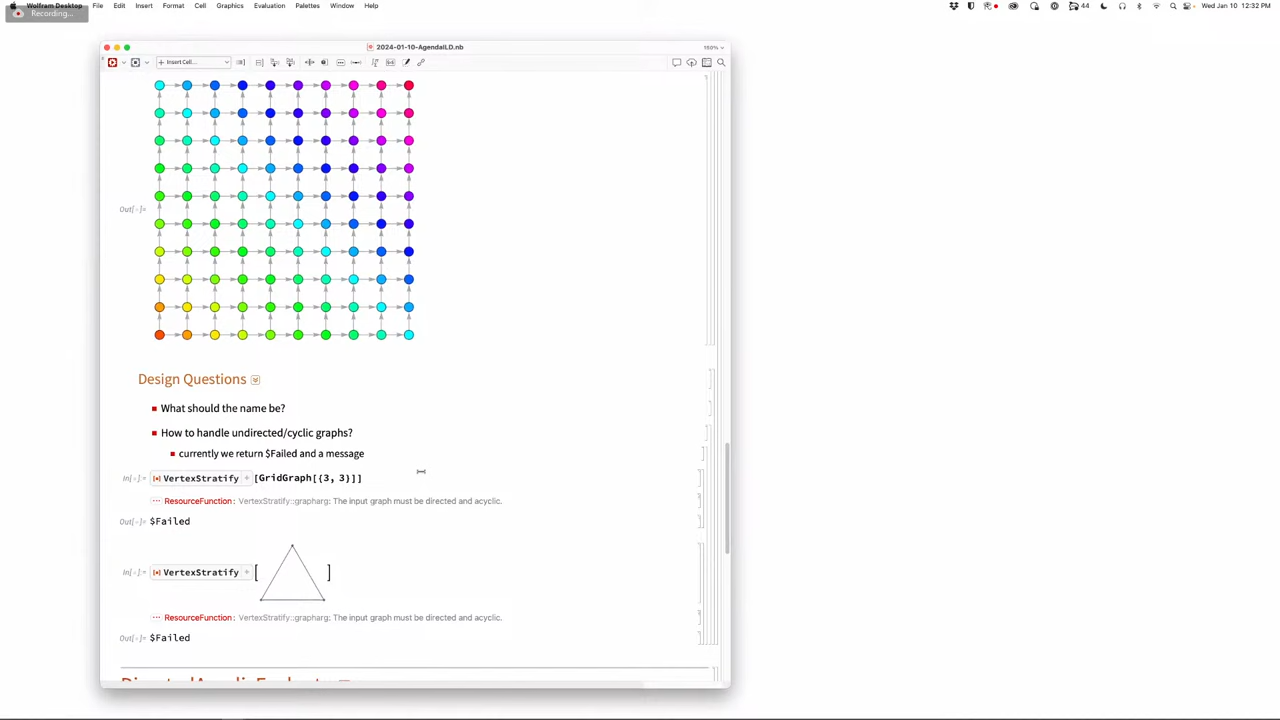 Wolfram Desktop File Edit Insert Format Cell Graphics Evaluation Palettes Window Help
44 Wed Jan 10 12:32 PM
Recording...
2024-01-10-AgendaILD.nb
100%
Insert Cell...
Out[ ]=
Design Questions
What should the name be?
How to handle undirected/cyclic graphs?
currently we return $Failed and a message
In[ ]:= VertexStratify [GridGraph[{3, 3}]]
ResourceFunction: VertexStratify::grapharg: The input graph must be directed and acyclic.
Out[ ]= $Failed
In[ ]:= VertexStratify [ ]
ResourceFunction: VertexStratify::grapharg: The input graph must be directed and acyclic.
Out[ ]= $Failed